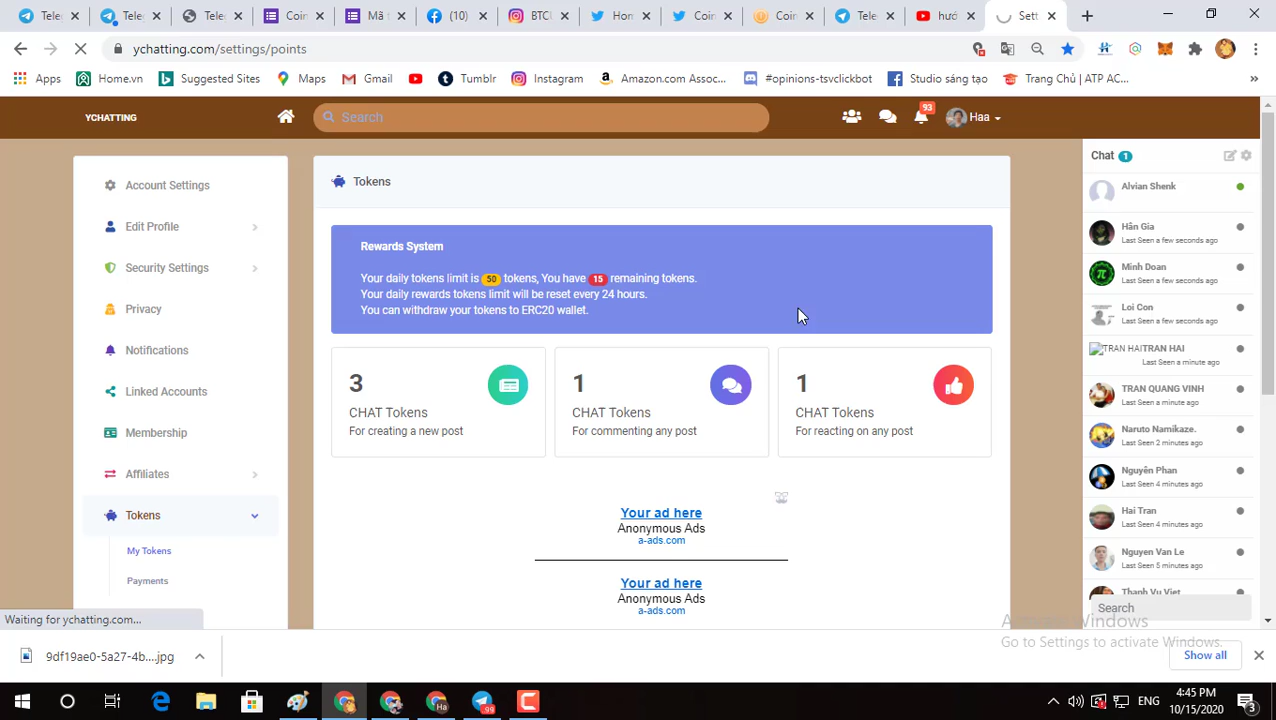 Telec
Telec
Telec
Coin
Mã t
(10)
BTC
Hon
Coin
Coin
Telec
hướ
Sett
ychatting.com/settings/points
Apps
Home.vn
Suggested Sites
Maps
Gmail
Tumblr
Instagram
Amazon.com Assoc...
#opinions-tsvclickbot
Studio sáng tạo
Trang Chủ | ATP AC...
YCHATTING
Search
93
Haa
Account Settings
Edit Profile
Security Settings
Privacy
Notifications
Linked Accounts
Membership
Affiliates
Tokens
My Tokens
Payments
Tokens
Rewards System
Your daily tokens limit is 50 tokens, You have 15 remaining tokens.
Your daily rewards tokens limit will be reset every 24 hours.
You can withdraw your tokens to ERC20 wallet.
3
CHAT Tokens
For creating a new post
1
CHAT Tokens
For commenting any post
1
CHAT Tokens
For reacting on any post
Your ad here
Anonymous Ads
a-ads.com
Your ad here
Anonymous Ads
a-ads.com
Chat 1
Alvian Shenk
Hân Gia
Last Seen a few seconds ago
Minh Doan
Last Seen a few seconds ago
Loi Con
Last Seen a few seconds ago
TRAN HAITRAN HAI
Last Seen a minute ago
TRAN QUANG VINH
Last Seen a minute ago
Naruto Namikaze.
Last Seen 2 minutes ago
Nguyễn Phan
Last Seen 4 minutes ago
Hai Tran
Last Seen 4 minutes ago
Nguyen Van Le
Last Seen 5 minutes ago
Thanh Vu Viet
Search
Activate Windows
Go to Settings to activate Windows.
Waiting for ychatting.com...
9df19ae0-5a27-4b....jpg
Show all
99
Ha
ENG
4:45 PM
10/15/2020
3